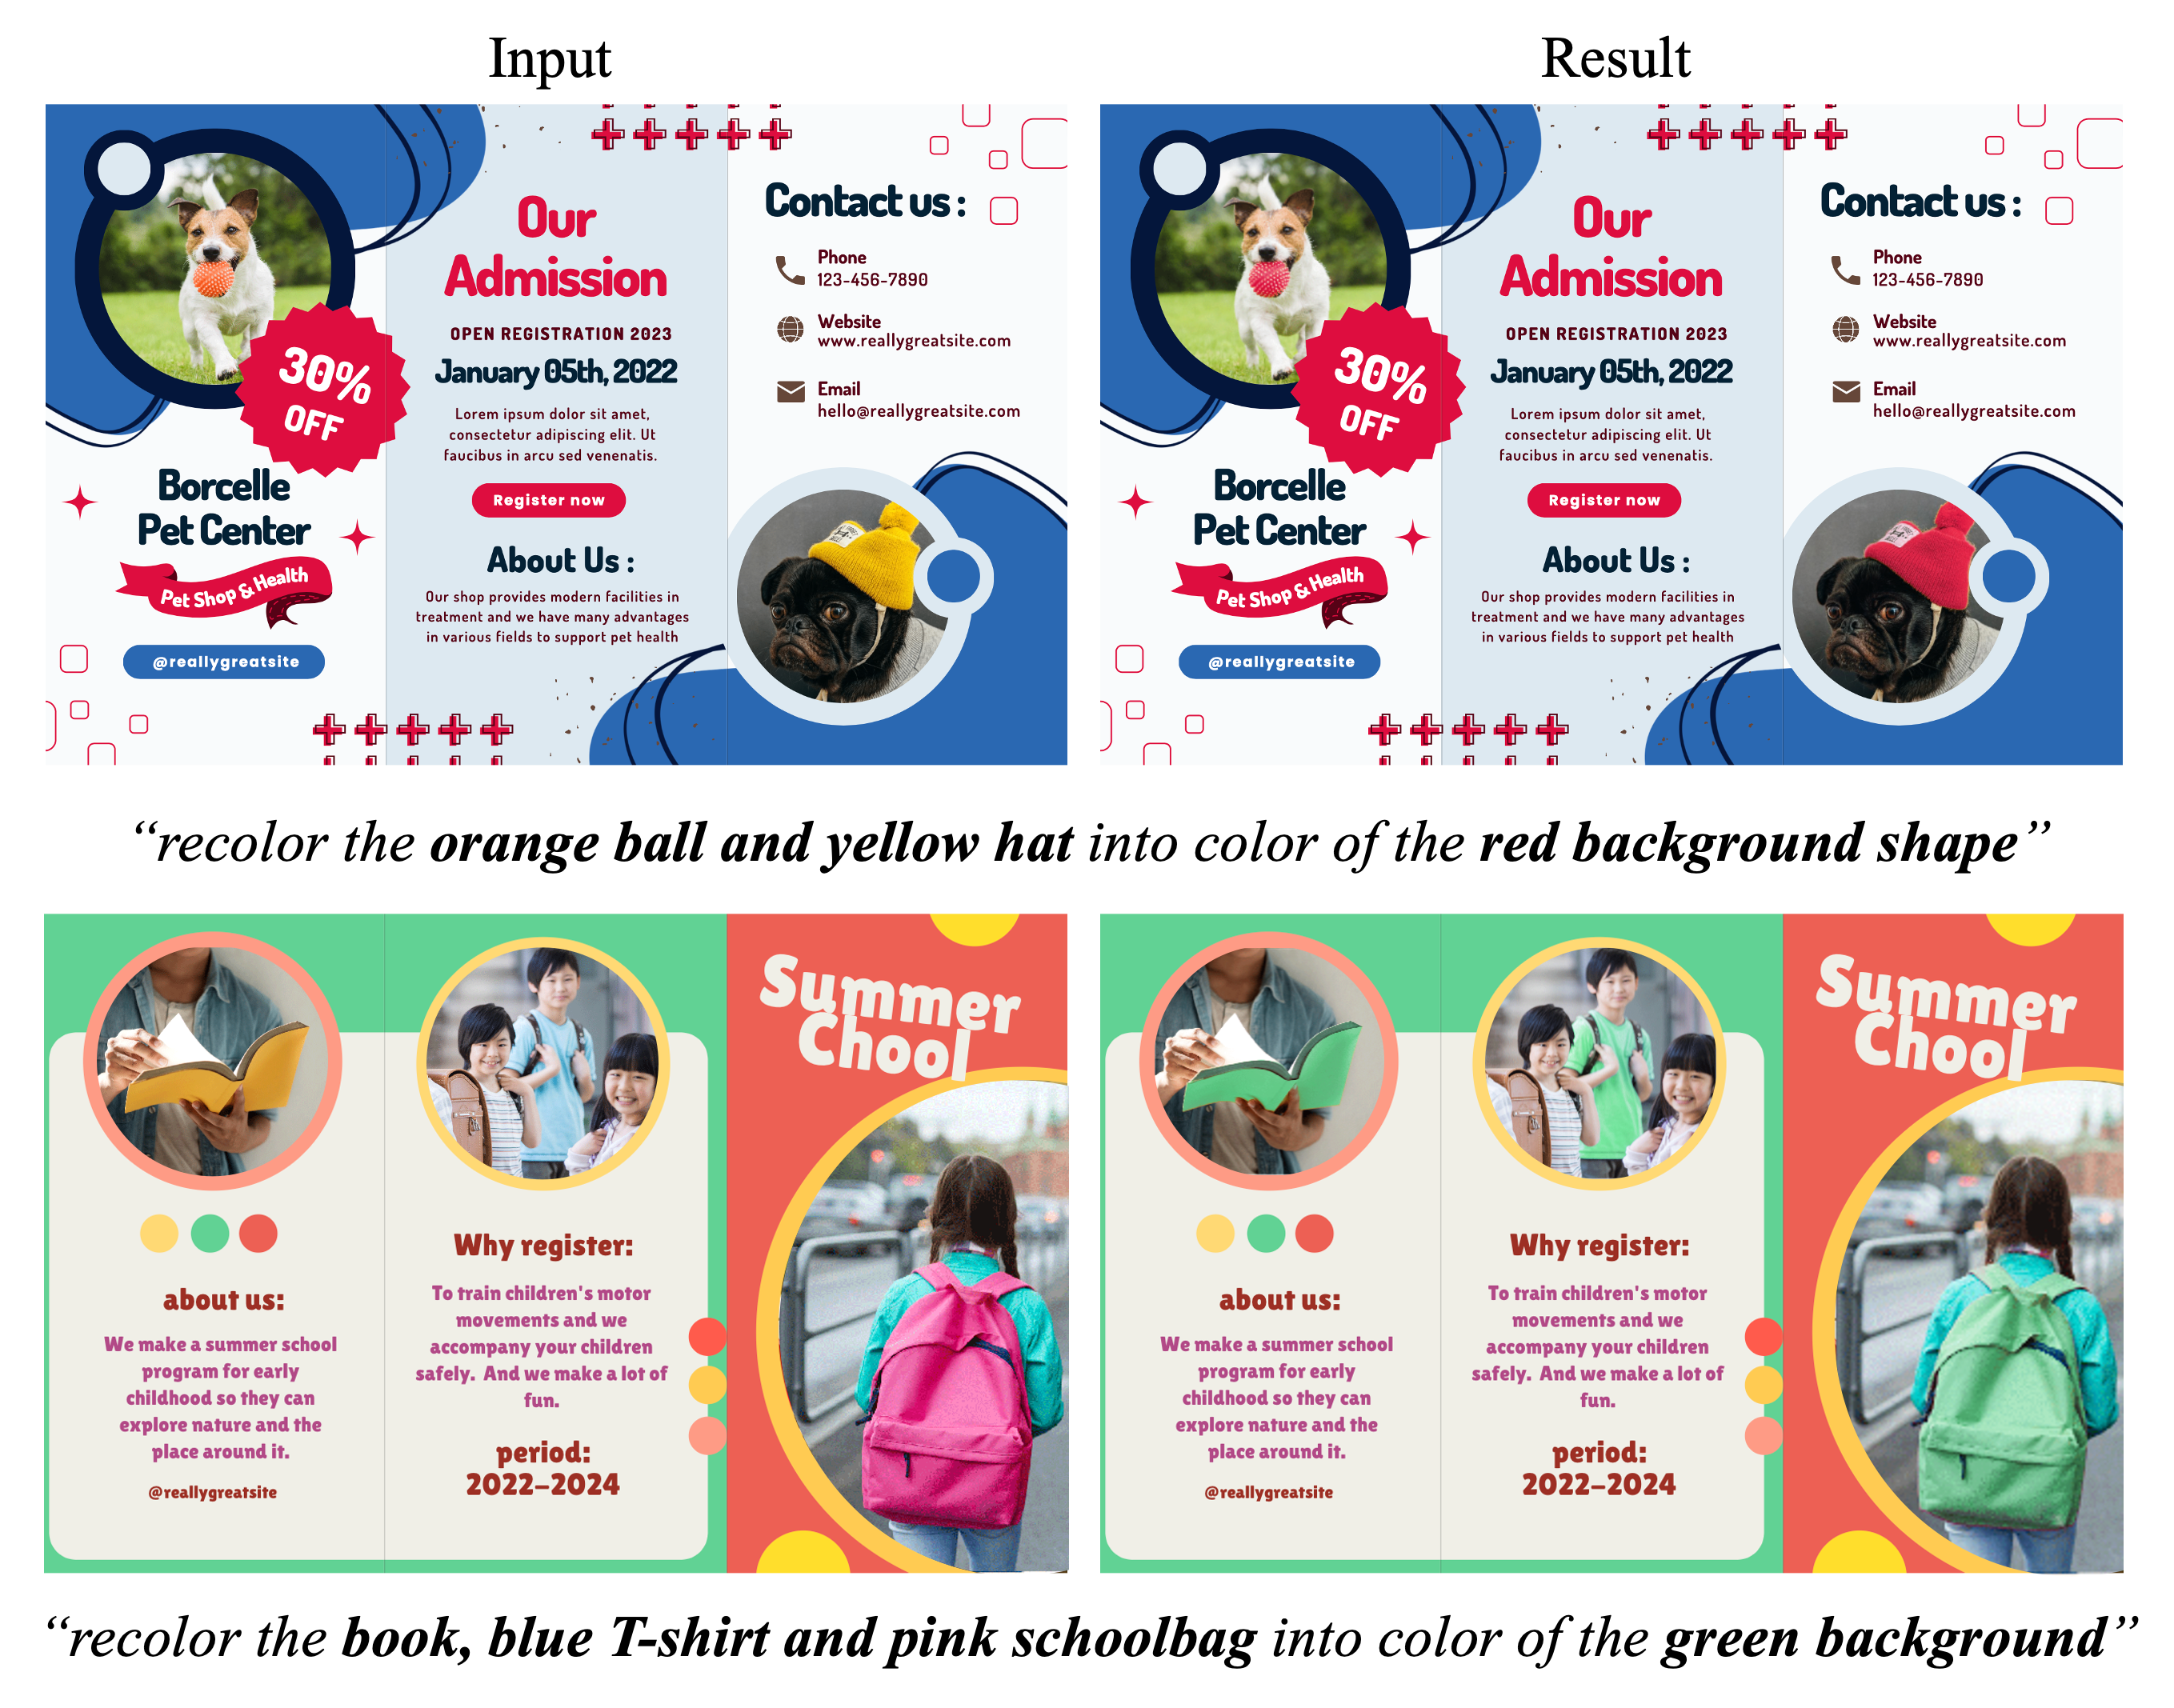 Input
Result
30%
OFF
Borcelle
Pet Center
Pet Shop & Health
@reallygreatsite
Our
Admission
OPEN REGISTRATION 2023
January 05th, 2022
Lorem ipsum dolor sit amet,
consectetur adipiscing elit. Ut
faucibus in arcu sed venenatis.
Register now
About Us :
Our shop provides modern facilities in
treatment and we have many advantages
in various fields to support pet health
Contact us :
Phone
123-456-7890
Website
www.reallygreatsite.com
Email
hello@reallygreatsite.com
30%
OFF
Borcelle
Pet Center
Pet Shop & Health
@reallygreatsite
Our
Admission
OPEN REGISTRATION 2023
January 05th, 2022
Lorem ipsum dolor sit amet,
consectetur adipiscing elit. Ut
faucibus in arcu sed venenatis.
Register now
About Us :
Our shop provides modern facilities in
treatment and we have many advantages
in various fields to support pet health
Contact us :
Phone
123-456-7890
Website
www.reallygreatsite.com
Email
hello@reallygreatsite.com
“recolor the orange ball and yellow hat into color of the red background shape”
about us:
We make a summer school
program for early
childhood so they can
explore nature and the
place around it.
@reallygreatsite
Why register:
To train children's motor
movements and we
accompany your children
safely. And we make a lot of
fun.
period:
2022-2024
Summer
Chool
about us:
We make a summer school
program for early
childhood so they can
explore nature and the
place around it.
@reallygreatsite
Why register:
To train children's motor
movements and we
accompany your children
safely. And we make a lot of
fun.
period:
2022-2024
Summer
Chool
“recolor the book, blue T-shirt and pink schoolbag into color of the green background”